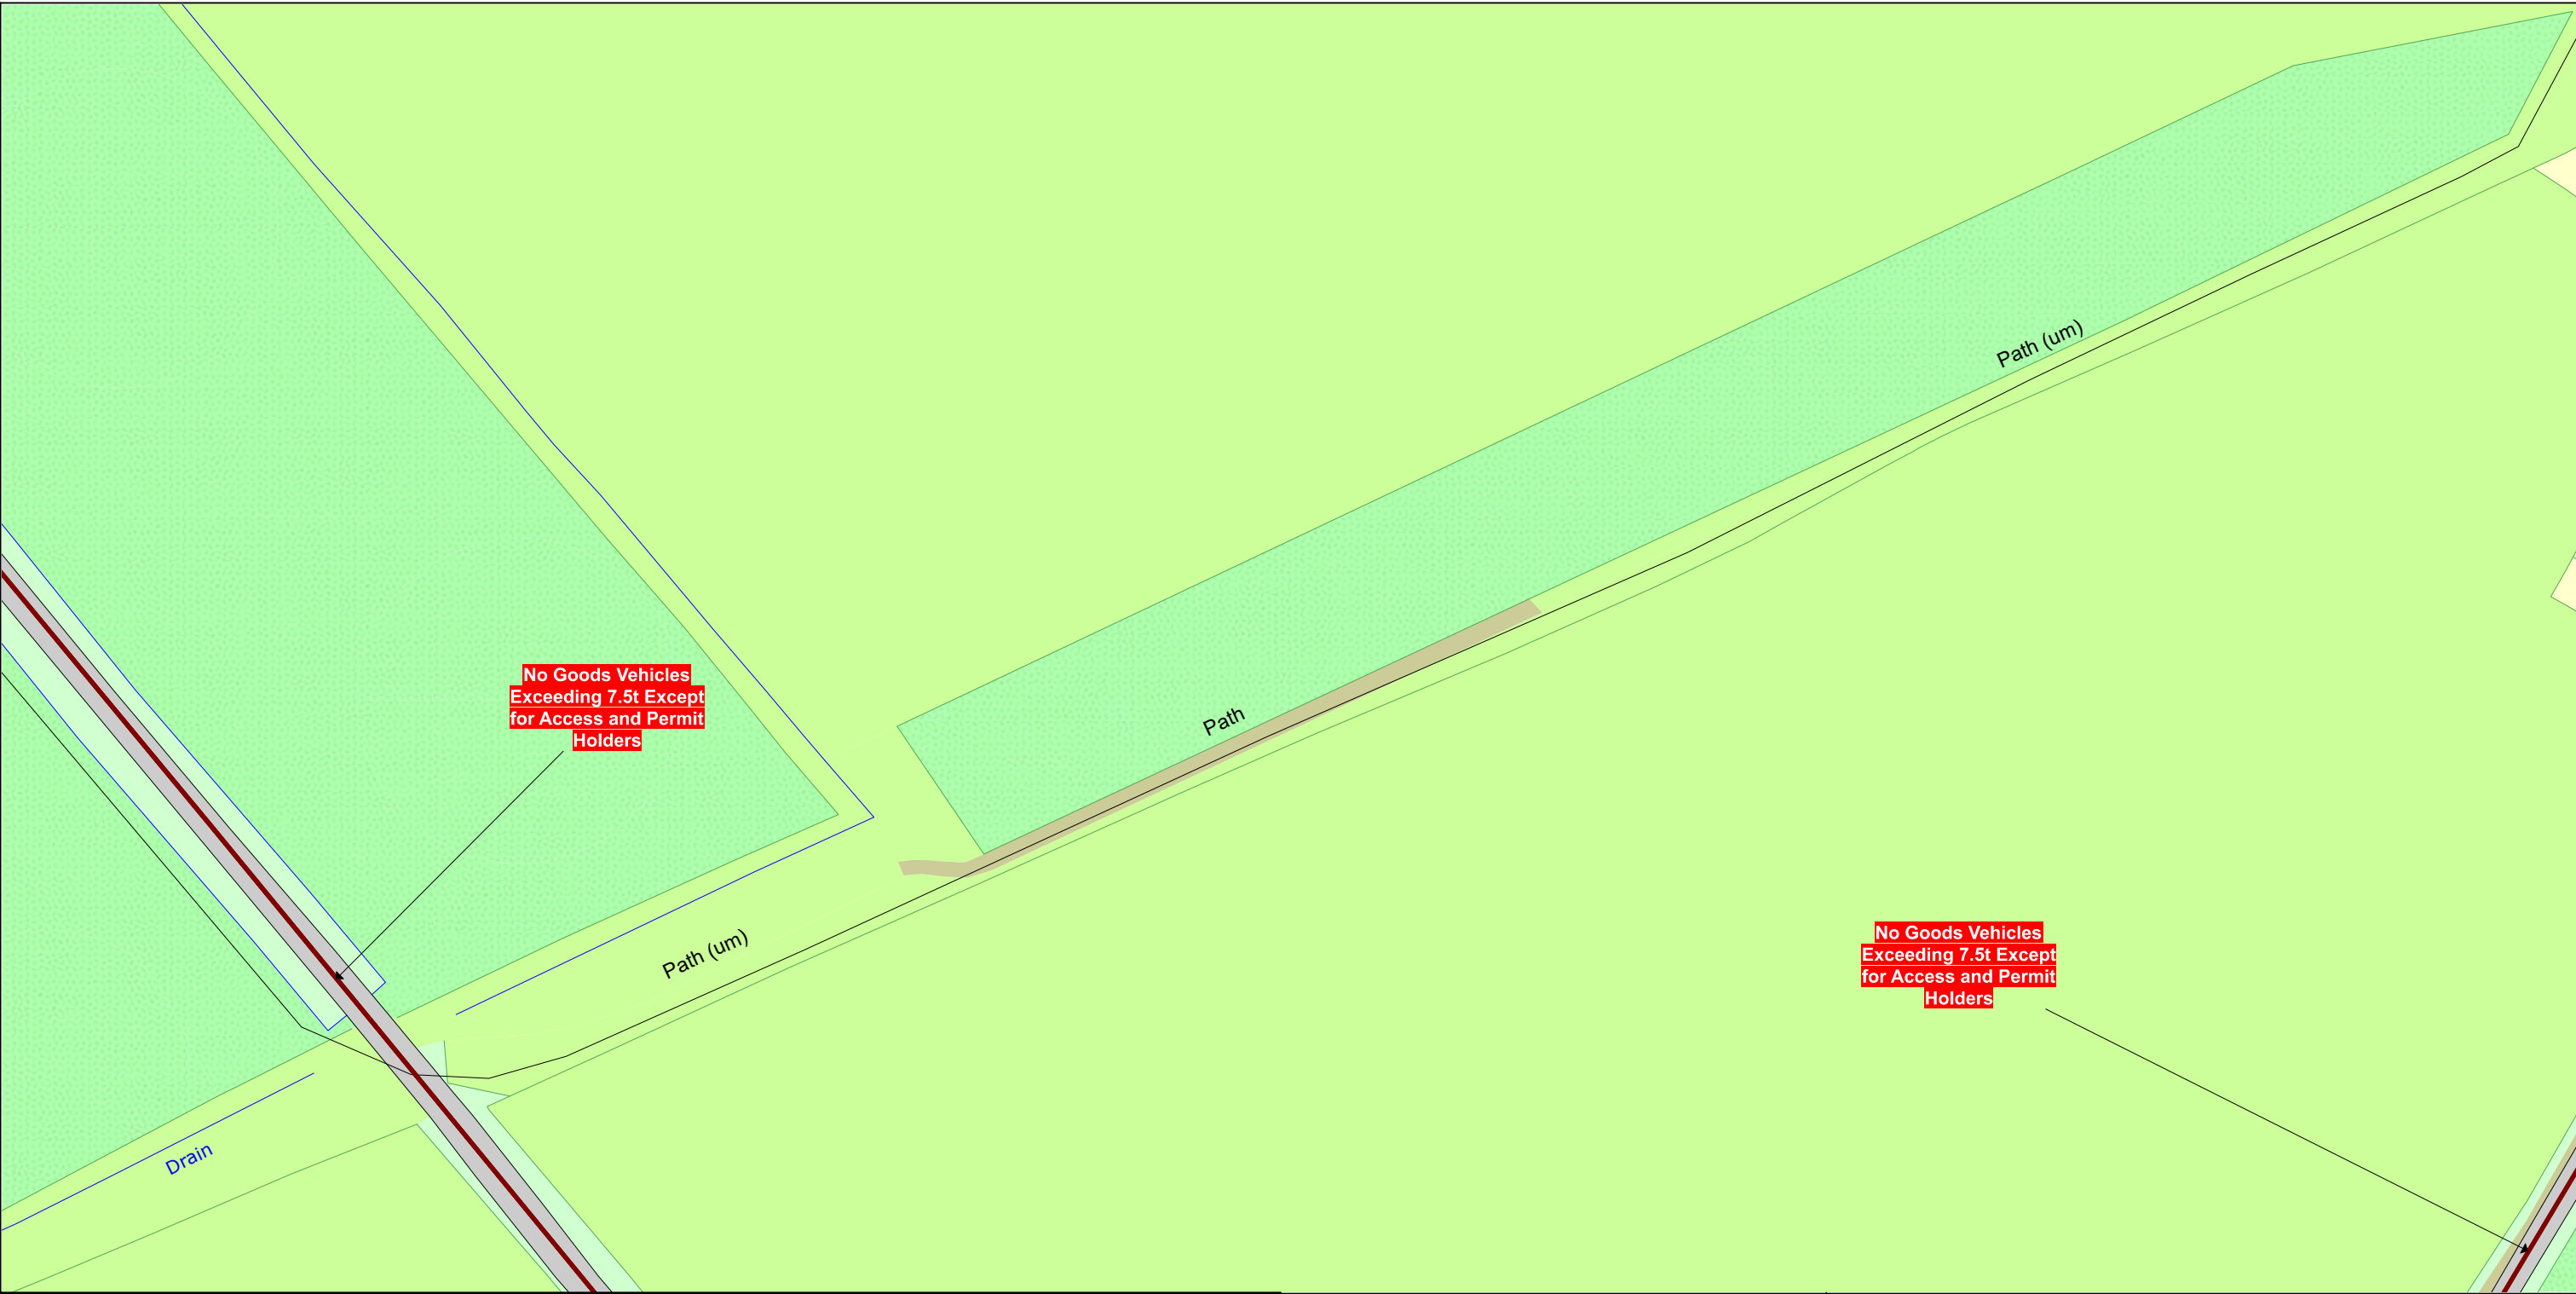 Path (um)
No Goods Vehicles
Exceeding 7.5t Except
for Access and Permit
Holders
Path
Path (um)
No Goods Vehicles
Exceeding 7.5t Except
for Access and Permit
Holders
Drain